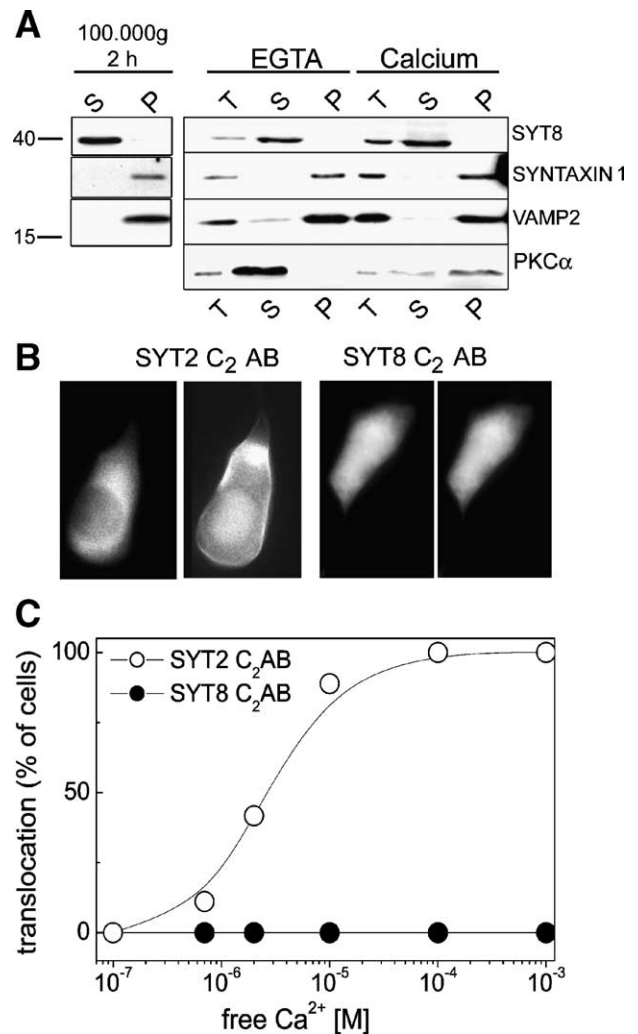 A
100.000g
2 h
EGTA
Calcium
S P T S P T S P
40
SYT8
SYNTAXIN 1
VAMP2
15
PKCα
T S P T S P
B
SYT2 C₂ AB SYT8 C₂ AB
C
100
50
0
translocation (% of cells)
SYT2 C₂AB
SYT8 C₂AB
10⁻⁷ 10⁻⁶ 10⁻⁵ 10⁻⁴ 10⁻³
free Ca²⁺ [M]